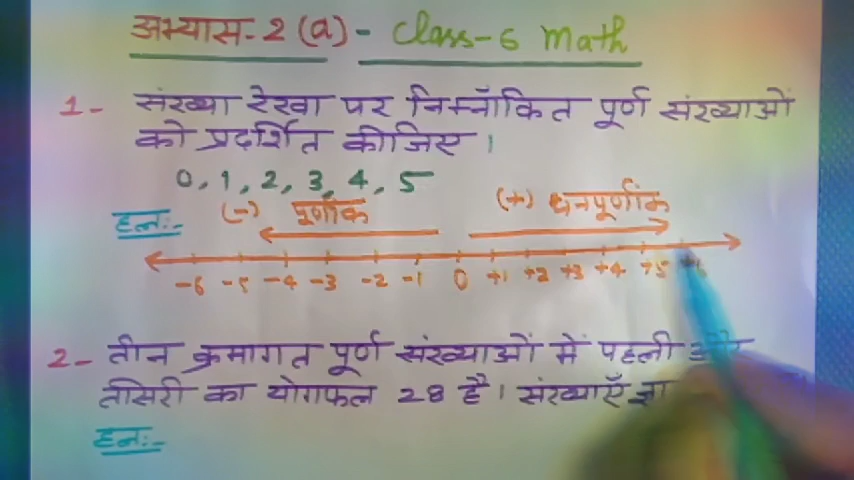 अभ्यास-2 (a) - Class-6 Math
1- संख्या रेखा पर निम्नाँकित पूर्ण संख्याओं
को प्रदर्शित कीजिए।
0, 1, 2, 3, 4, 5
हलः- (-) पूर्णांक (+) धनपूर्णांक
-6 -5 -4 -3 -2 -1 0 +1 +2 +3 +4 +5
2- तीन क्रमागत पूर्ण संख्याओं में पहली और
तीसरी का योगफल 28 है। संख्याएँ
हलः-